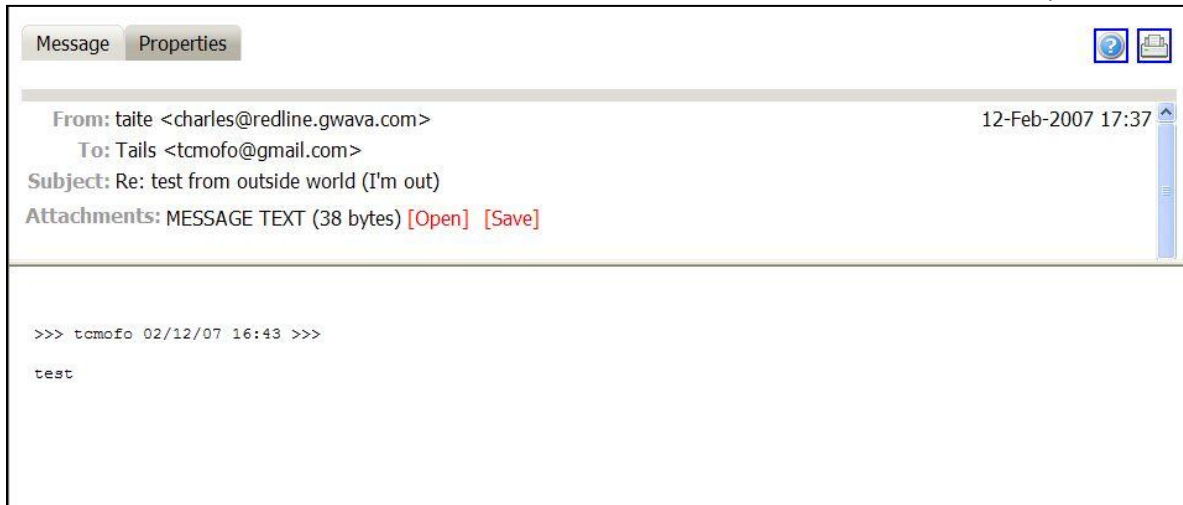 Message Properties
From: taite <charles@redline.gwava.com> 12-Feb-2007 17:37
To: Tails <tcmofo@gmail.com>
Subject: Re: test from outside world (I'm out)
Attachments: MESSAGE TEXT (38 bytes) [Open] [Save]
>>> tcmofo 02/12/07 16:43 >>>
test